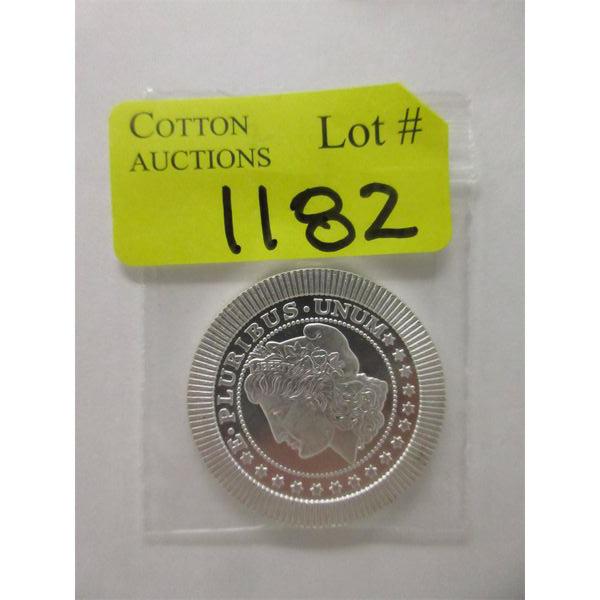 COTTON
AUCTIONS
Lot #
1182
E·PLURIBUS·UNUM
LIBERTY